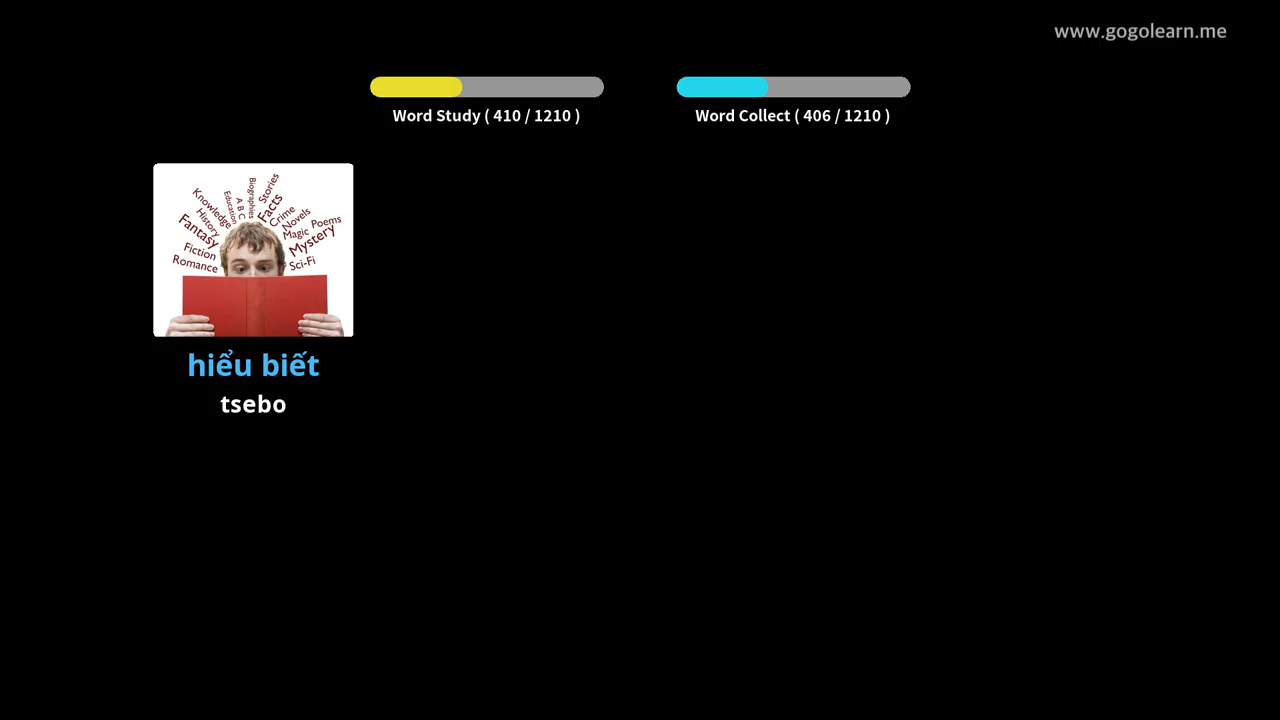 www.gogolearn.me
Word Study ( 410 / 1210 )
Word Collect ( 406 / 1210 )
Knowledge
History
Fantasy
Fiction
Romance
Education
A B C
Biographies
Stories
Facts
Crime
Novels
Magic
Poems
Mystery
Sci-Fi
hiểu biết
tsebo